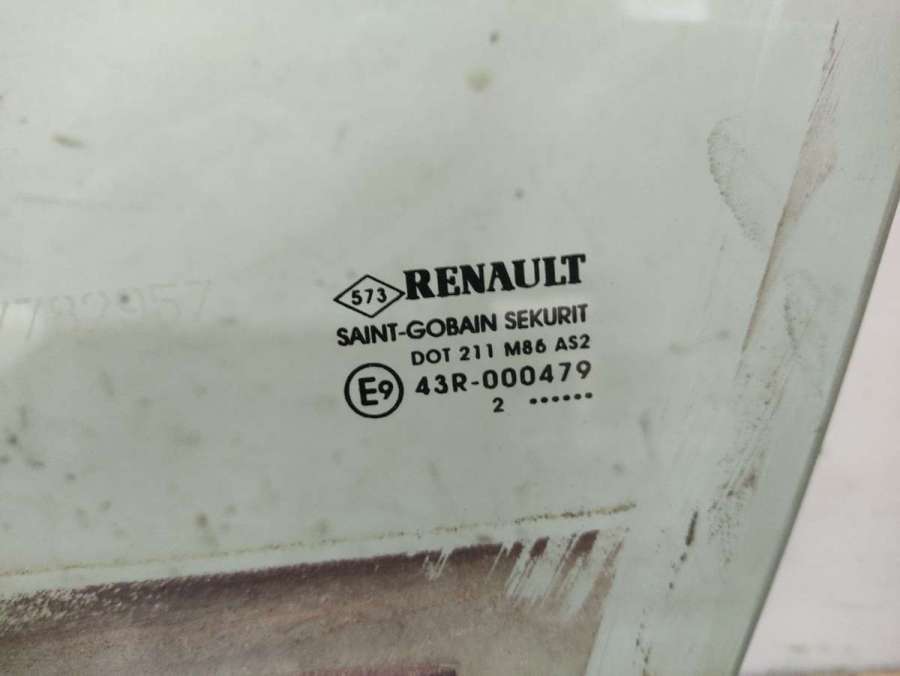 573 RENAULT
SAINT-GOBAIN SEKURIT
DOT 211 M86 AS2
E9 43R-000479
2 ......